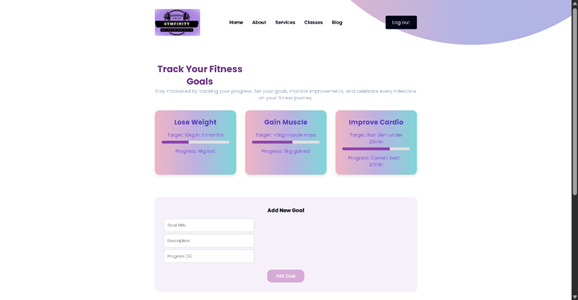 GYMFINITY
Home About Services Classes Blog
Log out
Track Your Fitness
Goals
Stay motivated by tracking your progress. Set your goals, monitor improvements, and celebrate every milestone
on your fitness journey.
Lose Weight
Target: 10kg in 3 months
Progress: 4kg lost
Gain Muscle
Target: +5kg muscle mass
Progress: 3kg gained
Improve Cardio
Target: Run 5km under
Progress: Current best -
Add New Goal
Goal Title
Description
Progress (%)
Add Goal